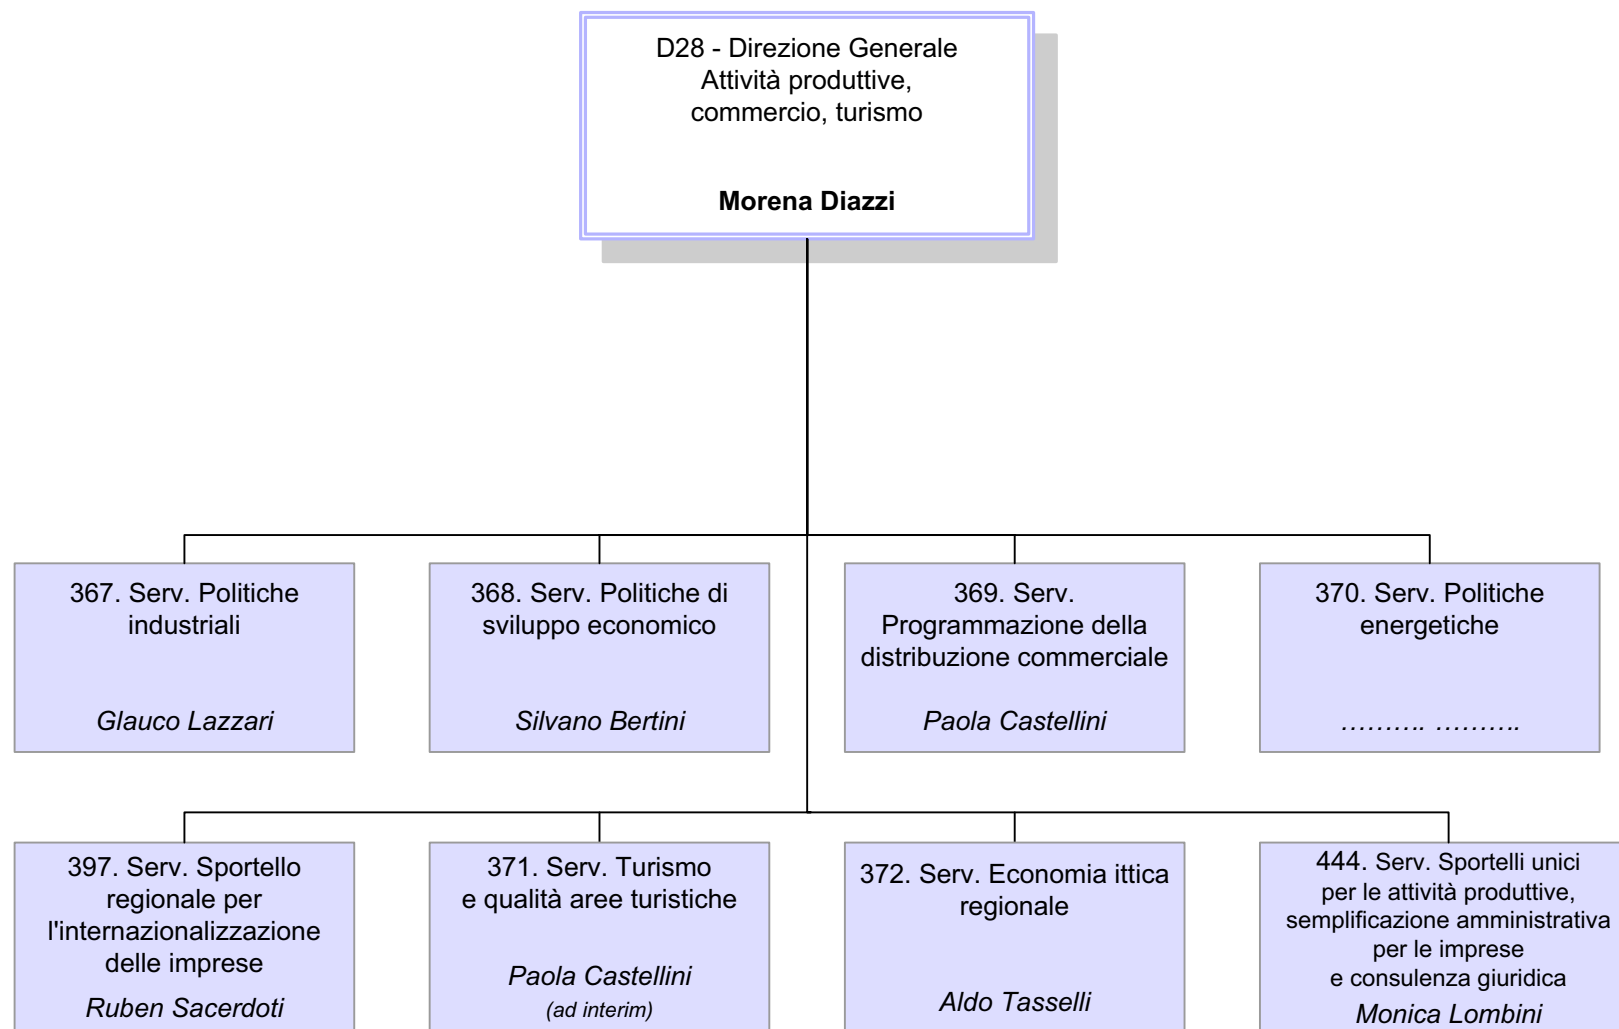 D28 - Direzione Generale
Attività produttive,
commercio, turismo
Morena Diazzi
367. Serv. Politiche
industriali
Glauco Lazzari
368. Serv. Politiche di
sviluppo economico
Silvano Bertini
369. Serv.
Programmazione della
distribuzione commerciale
Paola Castellini
370. Serv. Politiche
energetiche
………. ……….
397. Serv. Sportello
regionale per
l'internazionalizzazione
delle imprese
Ruben Sacerdoti
371. Serv. Turismo
e qualità aree turistiche
Paola Castellini
(ad interim)
372. Serv. Economia ittica
regionale
Aldo Tasselli
444. Serv. Sportelli unici
per le attività produttive,
semplificazione amministrativa
per le imprese
e consulenza giuridica
Monica Lombini